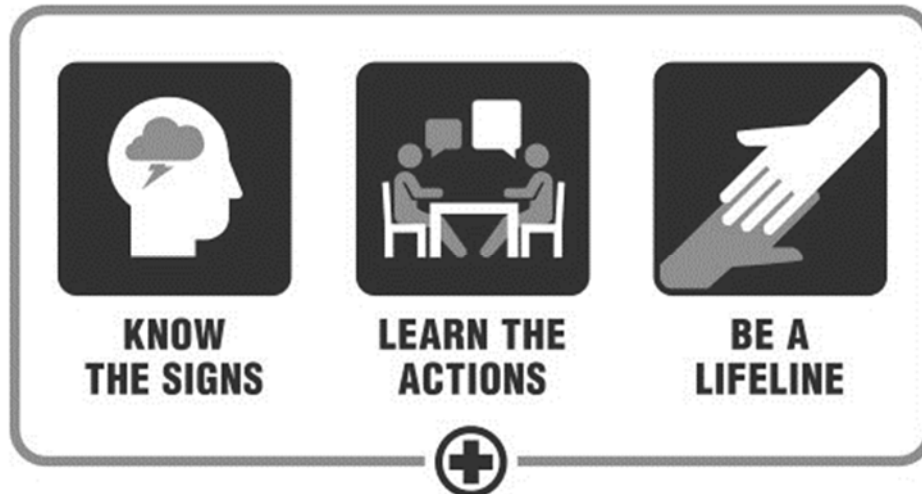 KNOW
THE SIGNS
LEARN THE
ACTIONS
BE A
LIFELINE